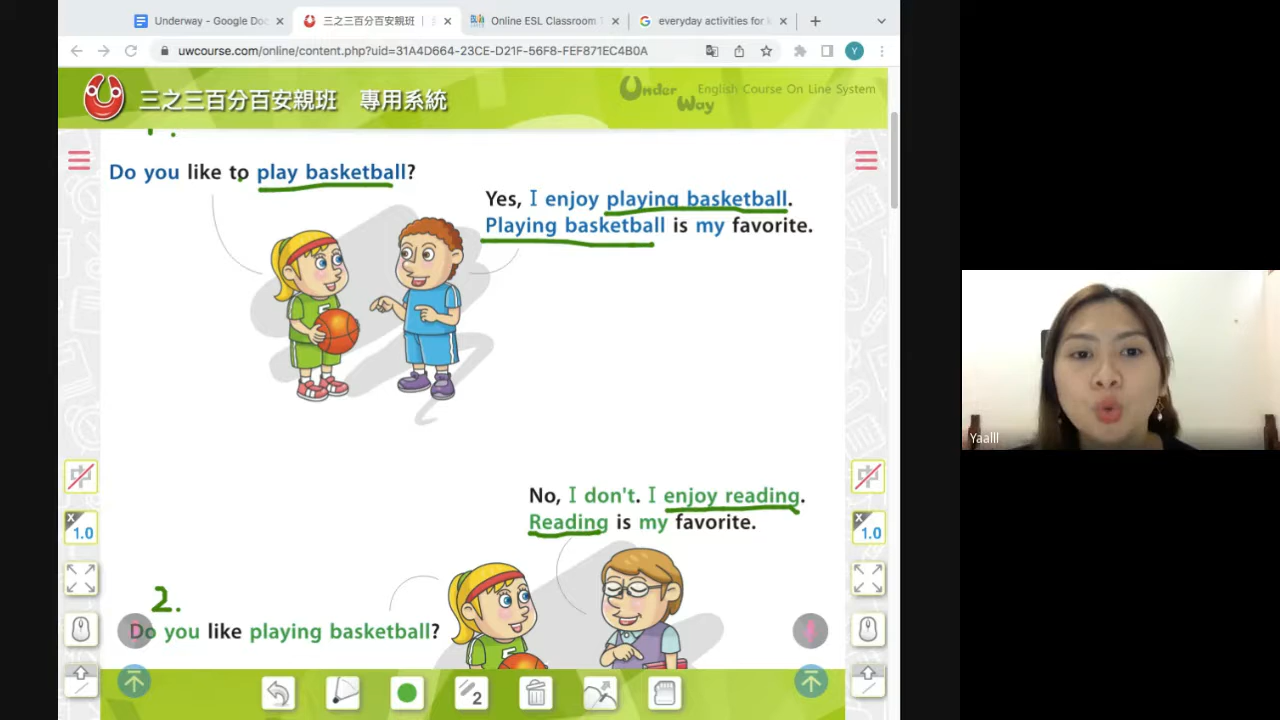 Underway - Google Doc
三之三百分百安親班 |
Online ESL Classroom T
everyday activities for k
uwcourse.com/online/content.php?uid=31A4D664-23CE-D21F-56F8-FEF871EC4B0A
Y
三之三百分百安親班 專用系統
Under Way
English Course On Line System
1.
Do you like to play basketball?
Yes, I enjoy playing basketball.
Playing basketball is my favorite.
Yaalll
中
中
No, I don't. I enjoy reading.
Reading is my favorite.
X 1.0
X 1.0
2.
Do you like playing basketball?
2